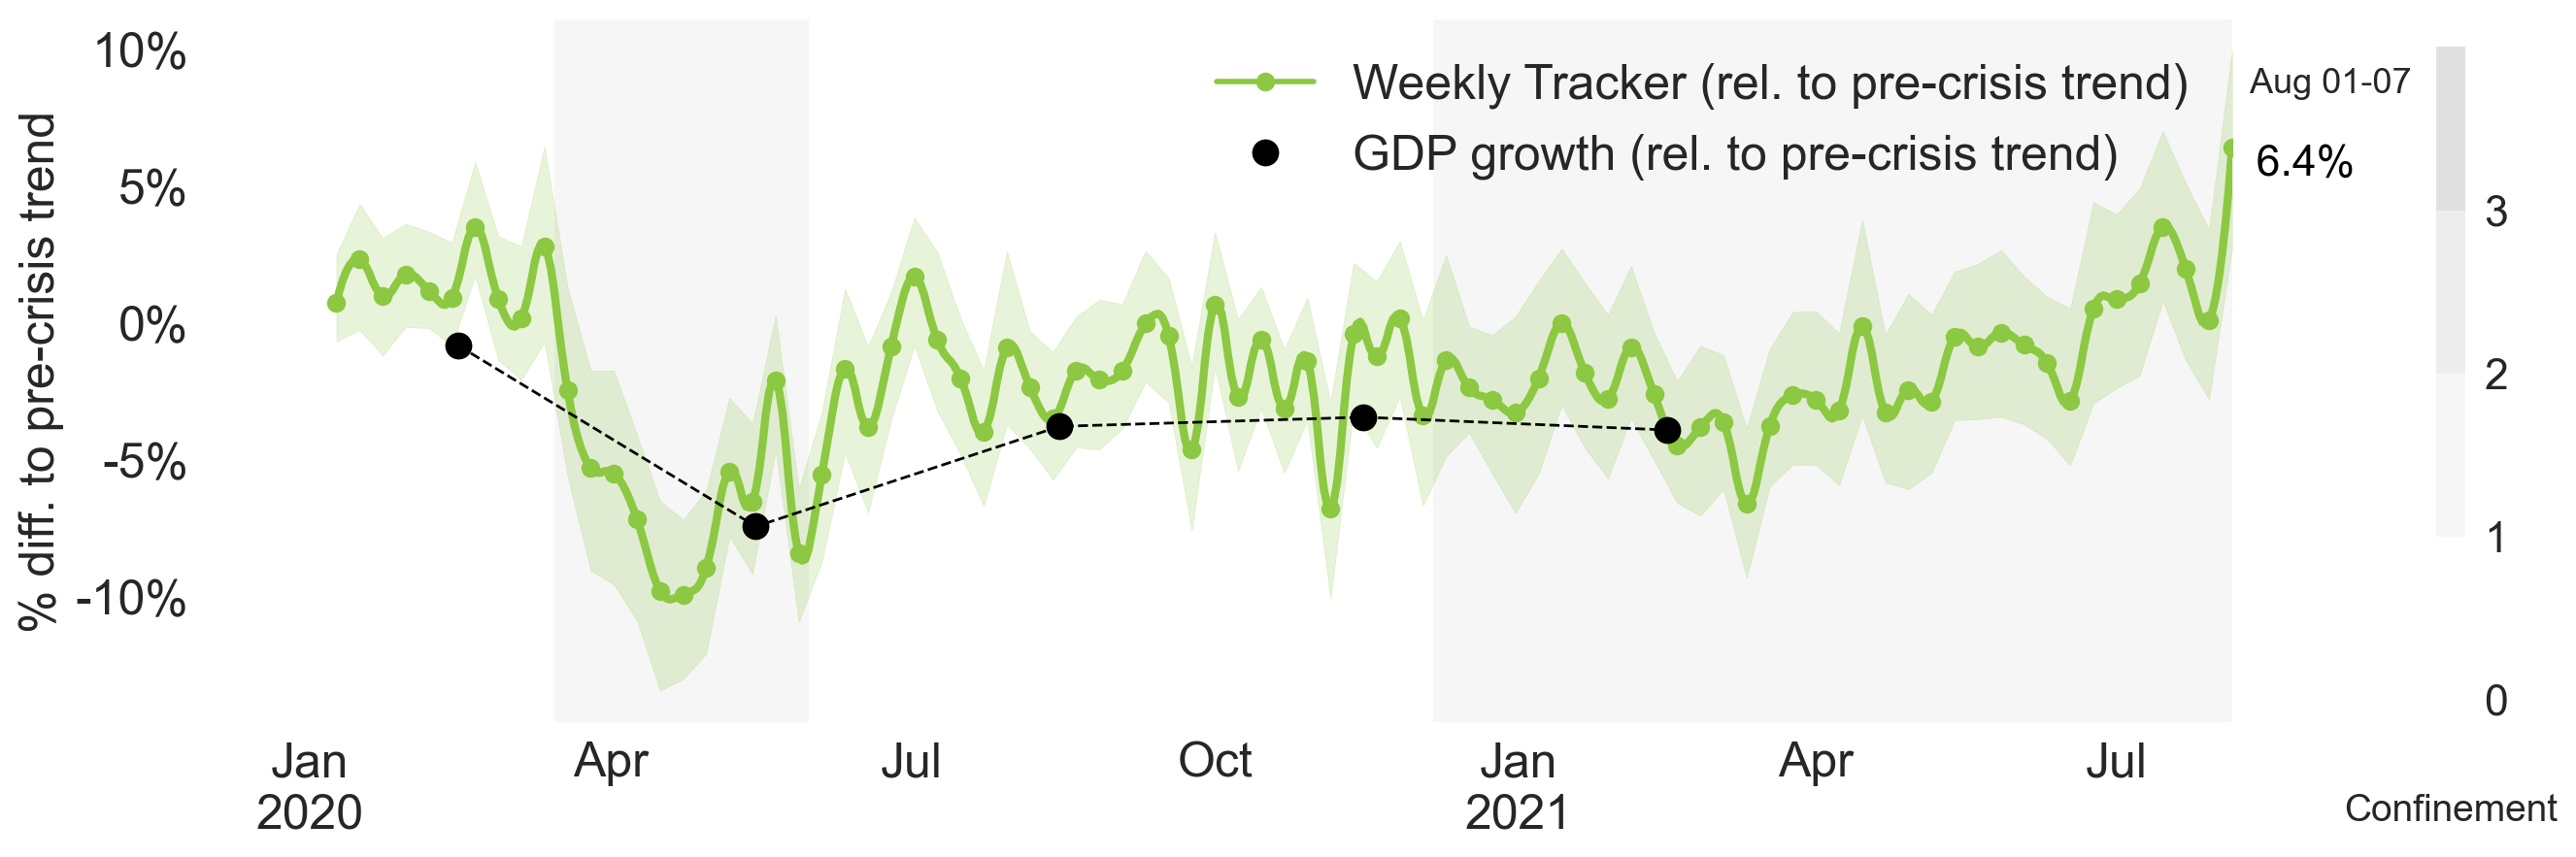 % diff. to pre-crisis trend
10%
5%
0%
-5%
-10%
Weekly Tracker (rel. to pre-crisis trend)
GDP growth (rel. to pre-crisis trend)
Aug 01-07
6.4%
3
2
1
0
Jan
2020
Apr
Jul
Oct
Jan
2021
Apr
Jul
Confinement